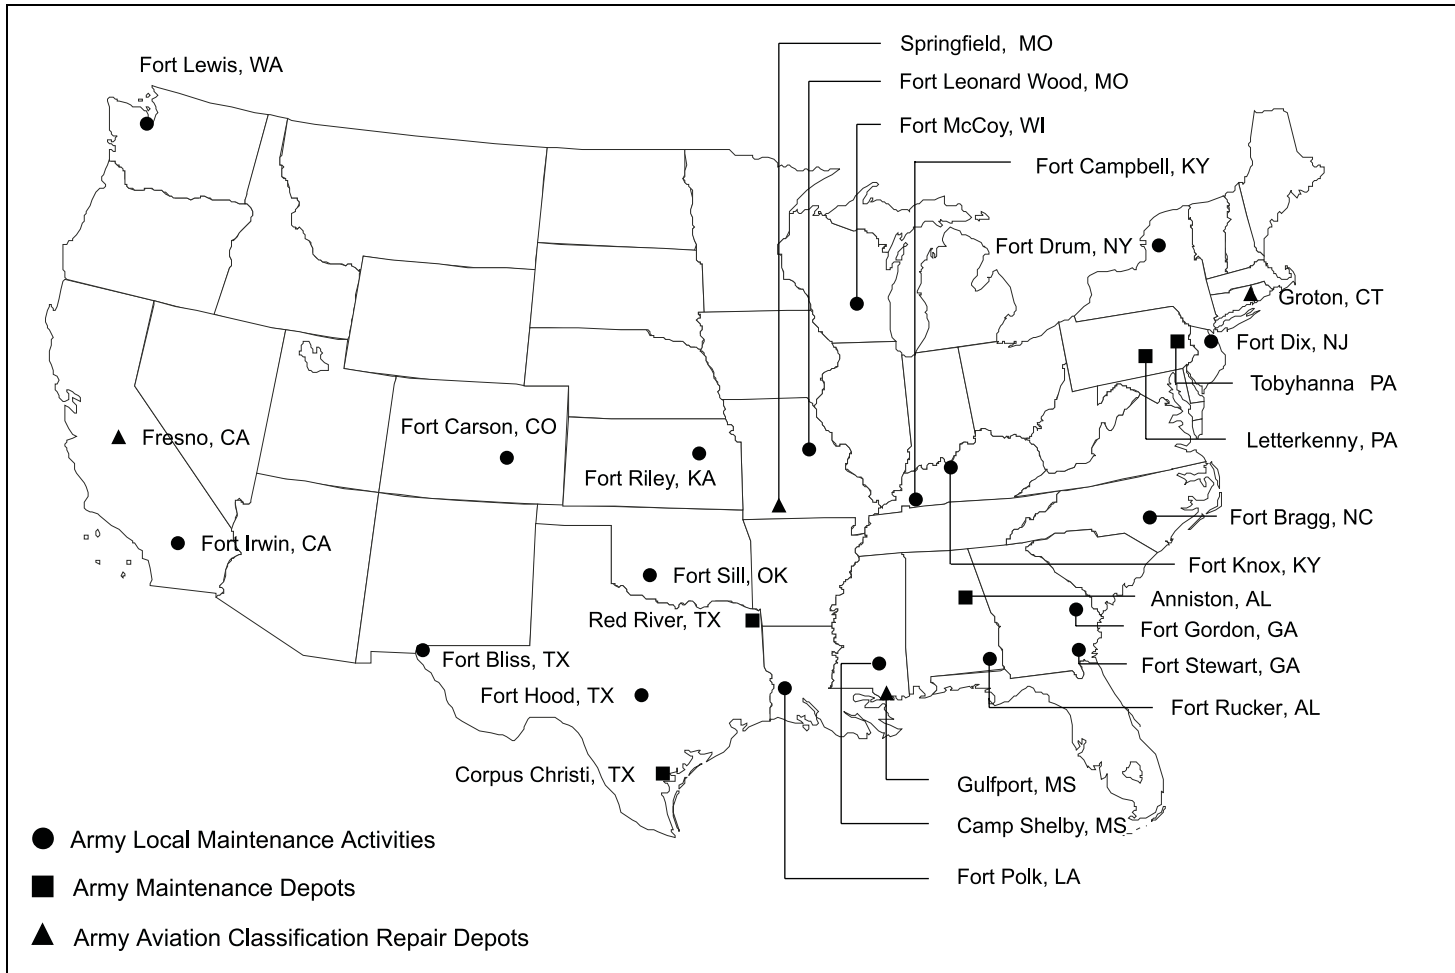 Springfield, MO
Fort Lewis, WA
Fort Leonard Wood, MO
Fort McCoy, WI
Fort Campbell, KY
Fort Drum, NY
Groton, CT
Fort Dix, NJ
Tobyhanna PA
Fort Carson, CO
Fresno, CA
Letterkenny, PA
Fort Riley, KA
Fort Bragg, NC
Fort Irwin, CA
Fort Knox, KY
Fort Sill, OK
Anniston, AL
Red River, TX
Fort Gordon, GA
Fort Bliss, TX
Fort Stewart, GA
Fort Hood, TX
Fort Rucker, AL
Corpus Christi, TX
Gulfport, MS
Camp Shelby, MS
Army Local Maintenance Activities
Fort Polk, LA
Army Maintenance Depots
Army Aviation Classification Repair Depots